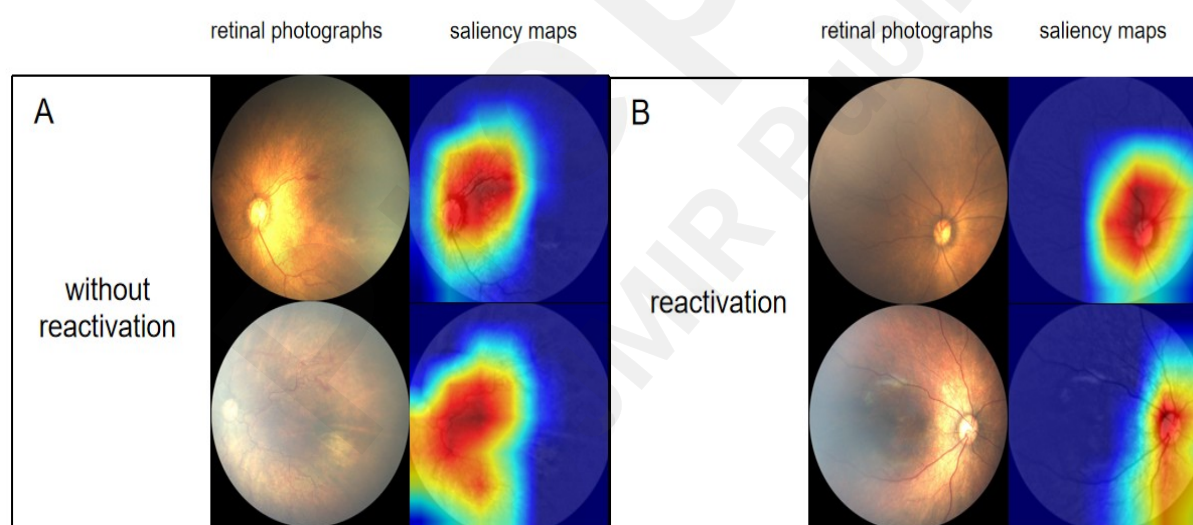 retinal photographs saliency maps retinal photographs saliency maps
A B
without
reactivation reactivation